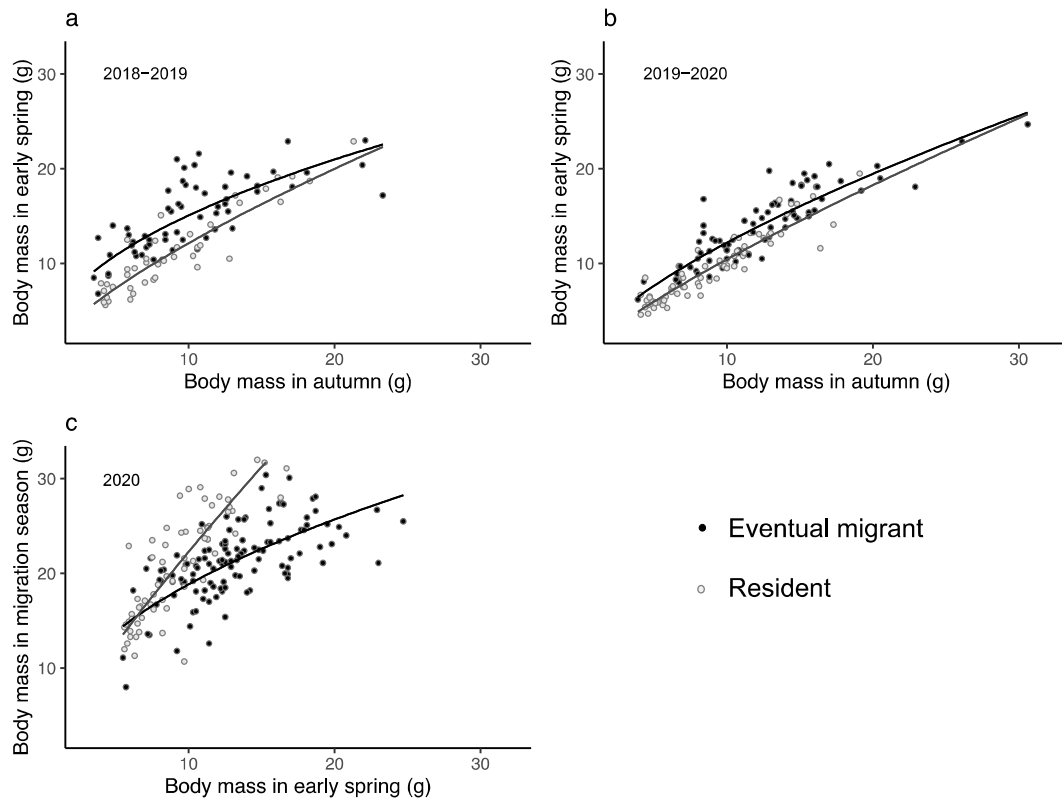 a
2018−2019
30
20
10
10 20 30
Body mass in early spring (g)
Body mass in autumn (g)
b
2019−2020
30
20
10
10 20 30
Body mass in early spring (g)
Body mass in autumn (g)
c
2020
30
20
10
10 20 30
Body mass in migration season (g)
Body mass in early spring (g)
Eventual migrant
Resident